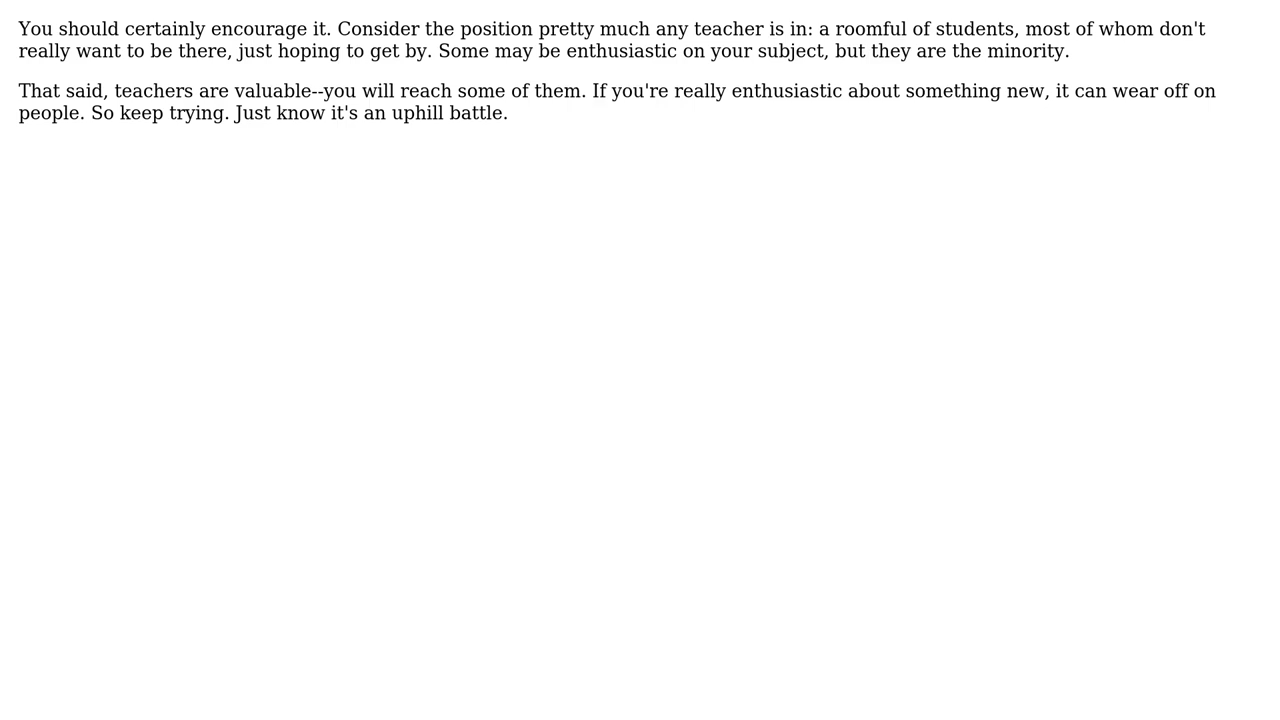 You should certainly encourage it. Consider the position pretty much any teacher is in: a roomful of students, most of whom don't
really want to be there, just hoping to get by. Some may be enthusiastic on your subject, but they are the minority.
That said, teachers are valuable--you will reach some of them. If you're really enthusiastic about something new, it can wear off on
people. So keep trying. Just know it's an uphill battle.